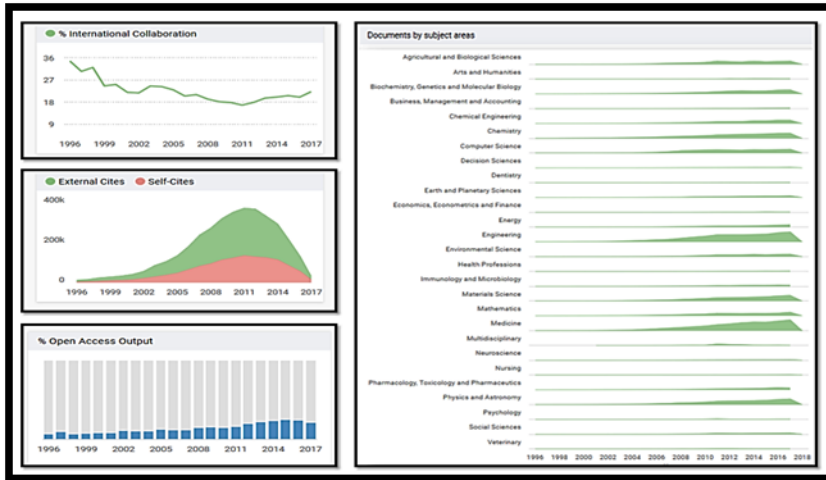 % International Collaboration
36
27
18
9
1996 1999 2002 2005 2008 2011 2014 2017
External Cites Self-Cites
400k
200k
0
1996 1999 2002 2005 2008 2011 2014 2017
% Open Access Output
1996 1999 2002 2005 2008 2011 2014 2017
Documents by subject areas
Agricultural and Biological Sciences
Arts and Humanities
Biochemistry, Genetics and Molecular Biology
Business, Management and Accounting
Chemical Engineering
Chemistry
Computer Science
Decision Sciences
Dentistry
Earth and Planetary Sciences
Economics, Econometrics and Finance
Energy
Engineering
Environmental Science
Health Professions
Immunology and Microbiology
Materials Science
Mathematics
Medicine
Multidisciplinary
Neuroscience
Nursing
Pharmacology, Toxicology and Pharmaceutics
Physics and Astronomy
Psychology
Social Sciences
Veterinary
1996 1998 2000 2002 2004 2006 2008 2010 2012 2014 2016 2018